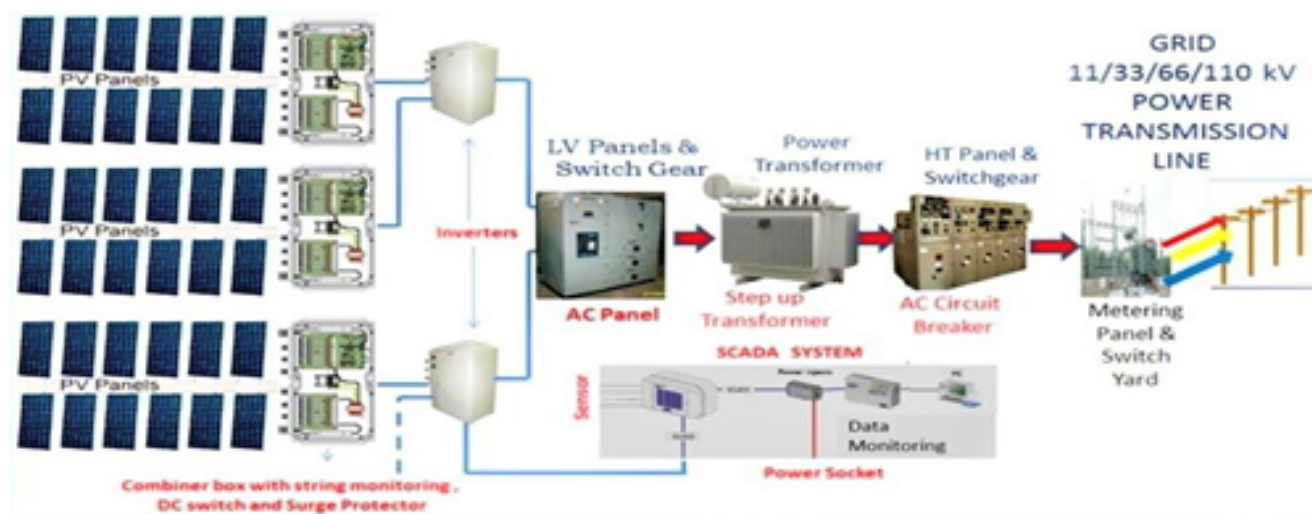 PV Panels
PV Panels
PV Panels
Inverters
Combiner box with string monitoring ,
DC switch and Surge Protector
LV Panels &
Switch Gear
AC Panel
Power
Transformer
Step up
Transformer
HT Panel &
Switchgear
AC Circuit
Breaker
GRID
11/33/66/110 kV
POWER
TRANSMISSION
LINE
Metering
Panel &
Switch
Yard
SCADA SYSTEM
Sensor
PC
Data
Monitoring
Power Socket